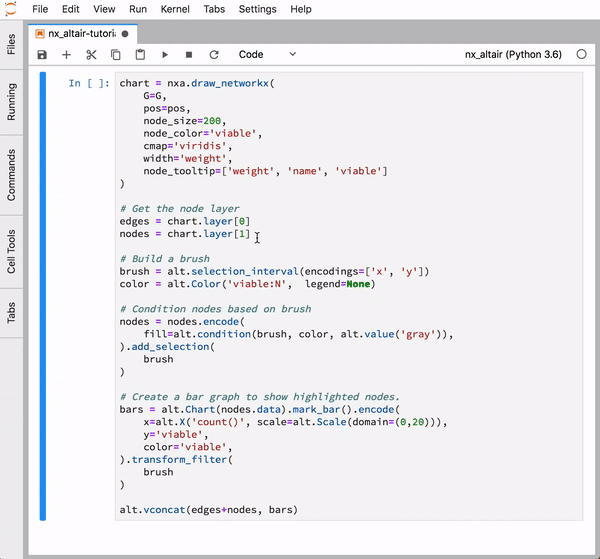 File Edit View Run Kernel Tabs Settings Help
Files
Running
Commands
Cell Tools
Tabs
nx_altair-tutori
Code
nx_altair (Python 3.6)
In [ ]:
chart = nxa.draw_networkx(
    G=G,
    pos=pos,
    node_size=200,
    node_color='viable',
    cmap='viridis',
    width='weight',
    node_tooltip=['weight', 'name', 'viable']
)
# Get the node layer
edges = chart.layer[0]
nodes = chart.layer[1]
# Build a brush
brush = alt.selection_interval(encodings=['x', 'y'])
color = alt.Color('viable:N',  legend=None)
# Condition nodes based on brush
nodes = nodes.encode(
    fill=alt.condition(brush, color, alt.value('gray')),
).add_selection(
    brush
)
# Create a bar graph to show highlighted nodes.
bars = alt.Chart(nodes.data).mark_bar().encode(
    x=alt.X('count()', scale=alt.Scale(domain=(0,20))),
    y='viable',
    color='viable',
).transform_filter(
    brush
)
alt.vconcat(edges+nodes, bars)